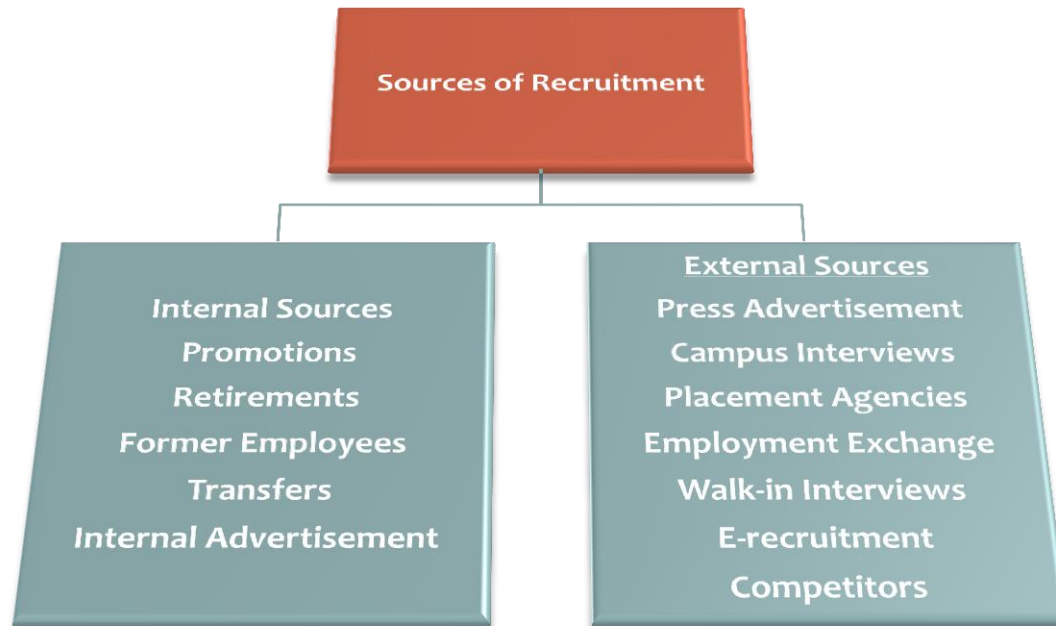 Sources of Recruitment
Internal Sources
Promotions
Retirements
Former Employees
Transfers
Internal Advertisement
External Sources
Press Advertisement
Campus Interviews
Placement Agencies
Employment Exchange
Walk-in Interviews
E-recruitment
Competitors